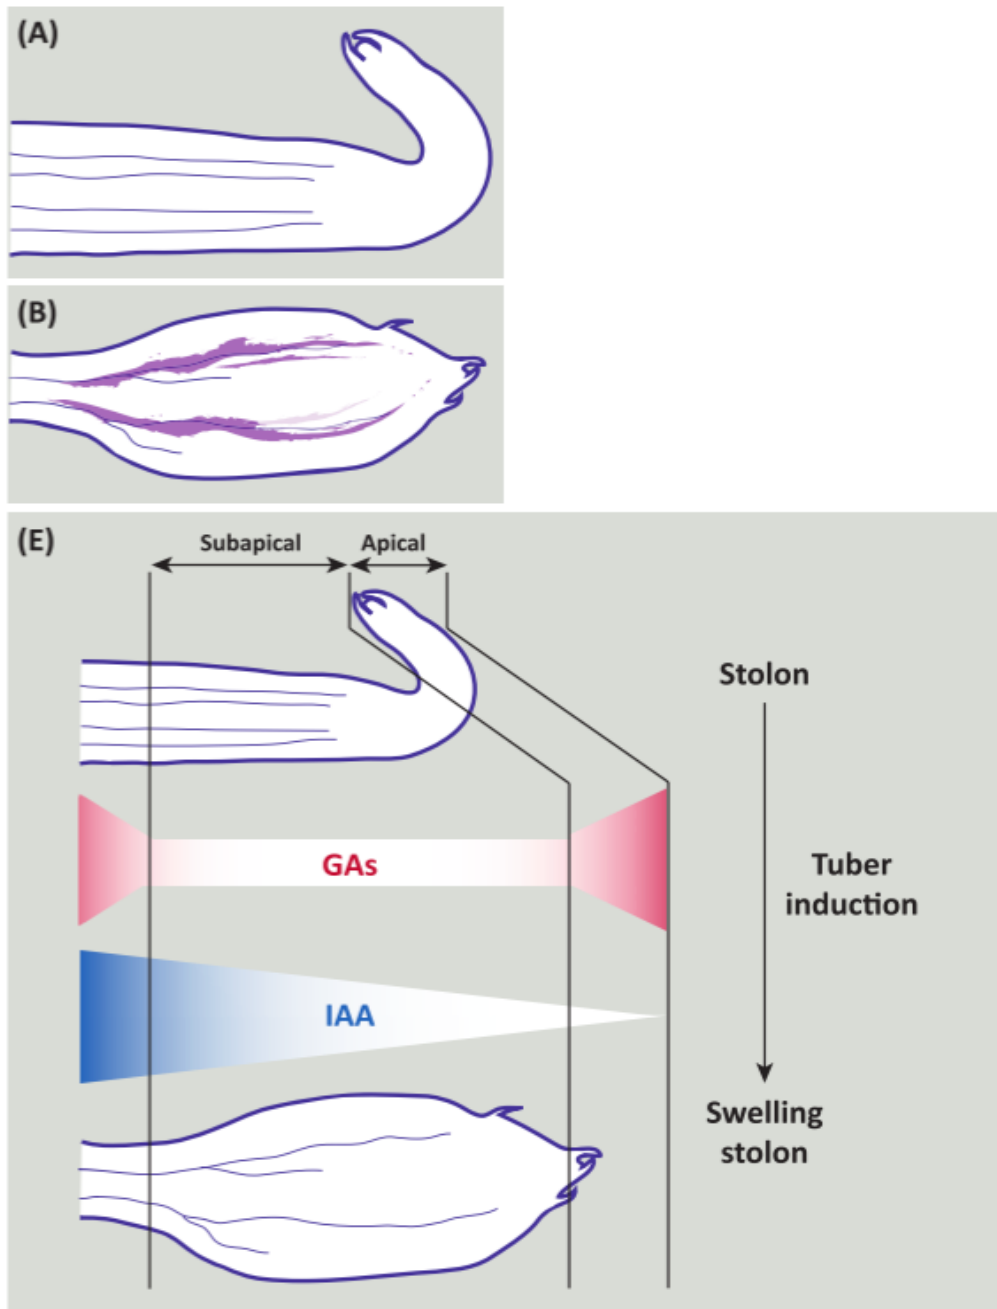 (A)
(B)
(E)
Subapical
Apical
Stolon
GAs
Tuber
induction
IAA
Swelling
stolon